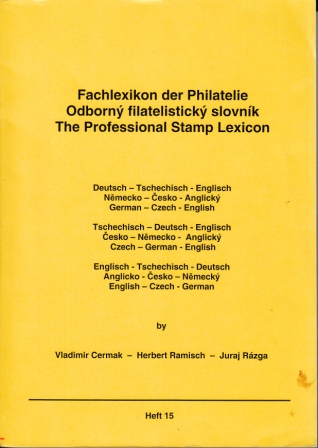 Fachlexikon der Philatelie
Odborný filatelistický slovník
The Professional Stamp Lexicon
Deutsch – Tschechisch - Englisch
Německo – Česko - Anglický
German – Czech - English
Tschechisch – Deutsch - Englisch
Česko – Německo - Anglický
Czech – German - English
Englisch - Tschechisch - Deutsch
Anglicko - Česko – Německý
English – Czech - German
by
Vladimir Cermak – Herbert Ramisch – Juraj Rázga
Heft 15